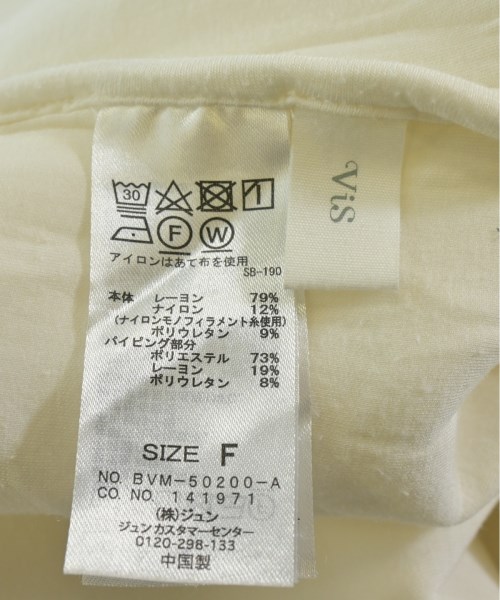 30
F W
アイロンはあて布を使用
SB-190
本体 レーヨン 79%
ナイロン 12%
(ナイロンモノフィラメント糸使用)
ポリウレタン 9%
パイピング部分
ポリエステル 73%
レーヨン 19%
ポリウレタン 8%
SIZE F
NO. BVM-50200-A
CO. NO. 141971
(株)ジュン
ジュンカスタマーセンター
0120-298-133
中国製
ViS